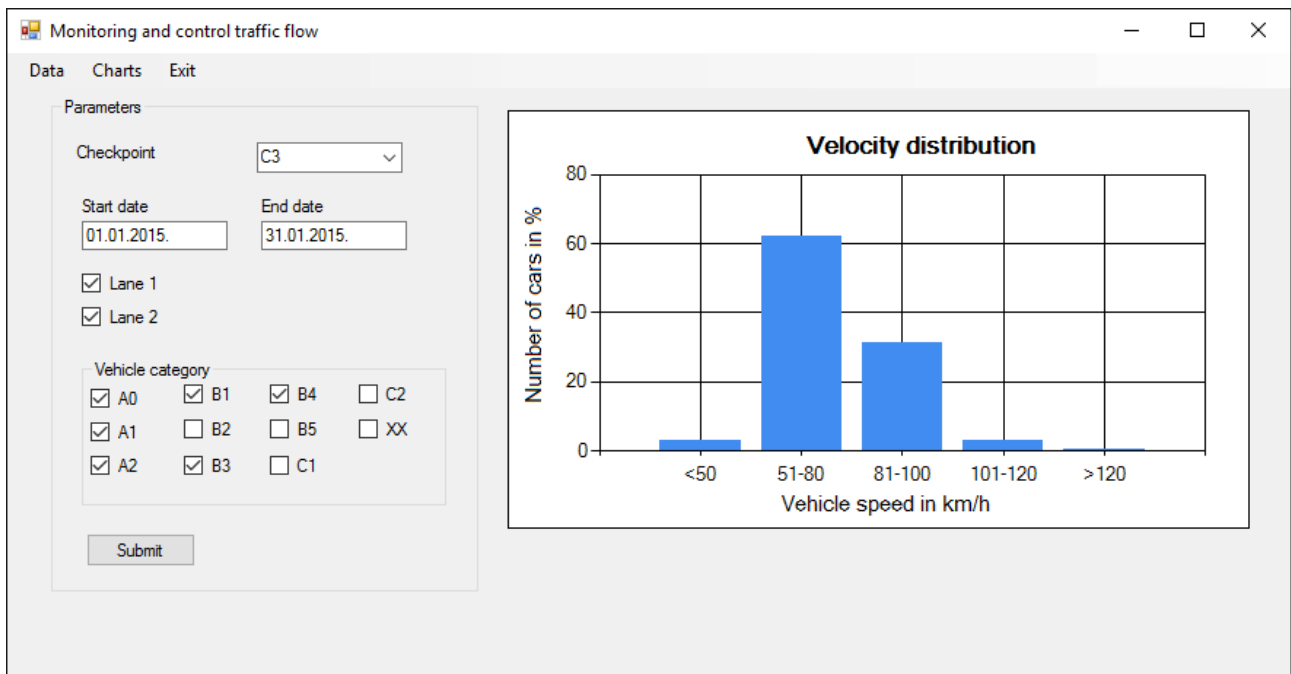 Monitoring and control traffic flow
Data Charts Exit
Parameters
Checkpoint
C3
Start date End date
01.01.2015. 31.01.2015.
Lane 1
Lane 2
Vehicle category
A0 B1 B4 C2
A1 B2 B5 XX
A2 B3 C1
Submit
Velocity distribution
Number of cars in %
80
60
40
20
0
<50 51-80 81-100 101-120 >120
Vehicle speed in km/h